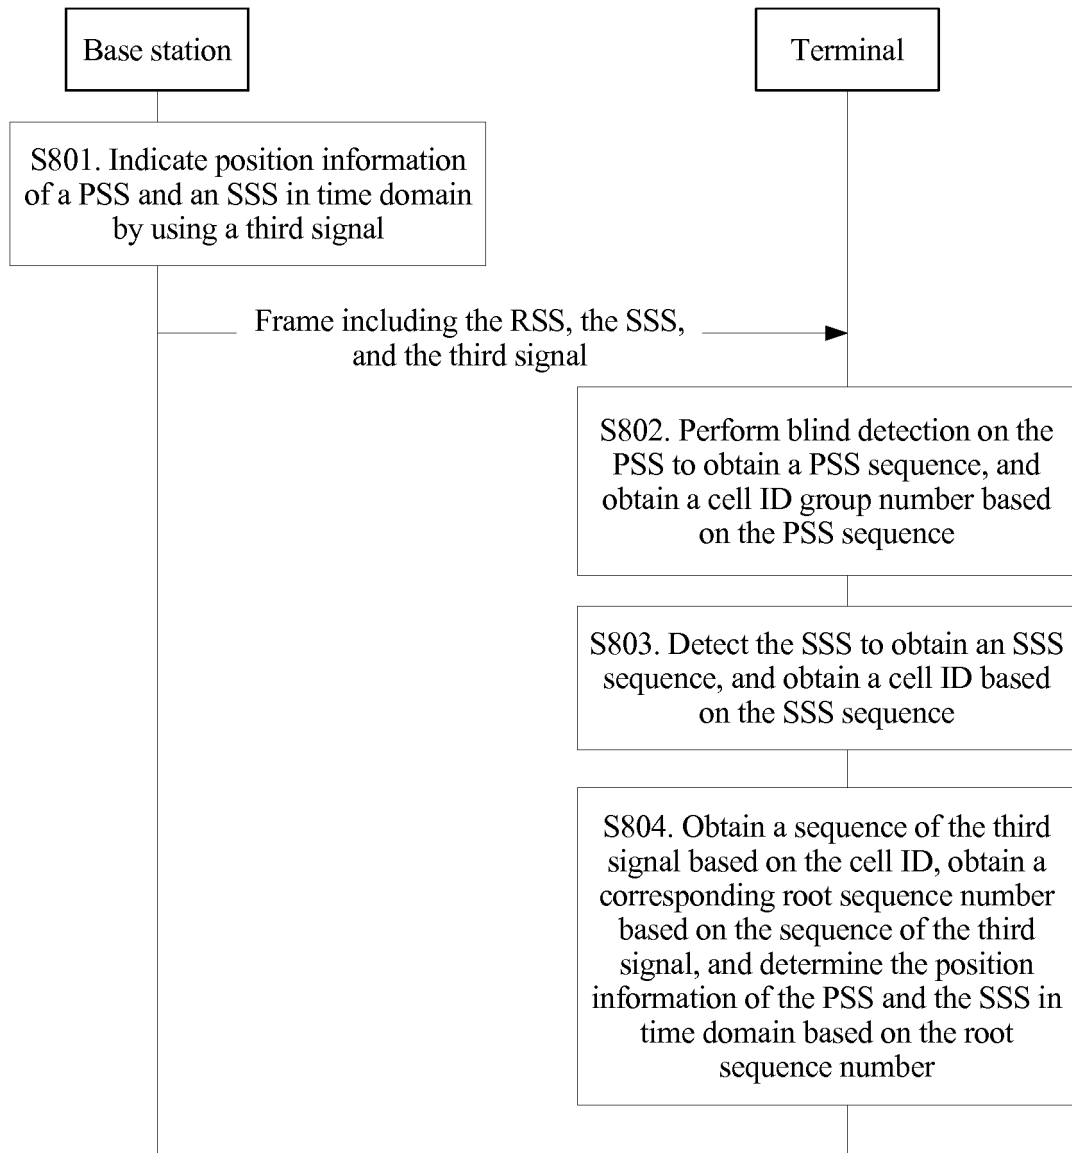 Base station
Terminal
S801. Indicate position information
of a PSS and an SSS in time domain
by using a third signal
Frame including the RSS, the SSS,
and the third signal
S802. Perform blind detection on the
PSS to obtain a PSS sequence, and
obtain a cell ID group number based
on the PSS sequence
S803. Detect the SSS to obtain an SSS
sequence, and obtain a cell ID based
on the SSS sequence
S804. Obtain a sequence of the third
signal based on the cell ID, obtain a
corresponding root sequence number
based on the sequence of the third
signal, and determine the position
information of the PSS and the SSS in
time domain based on the root
sequence number